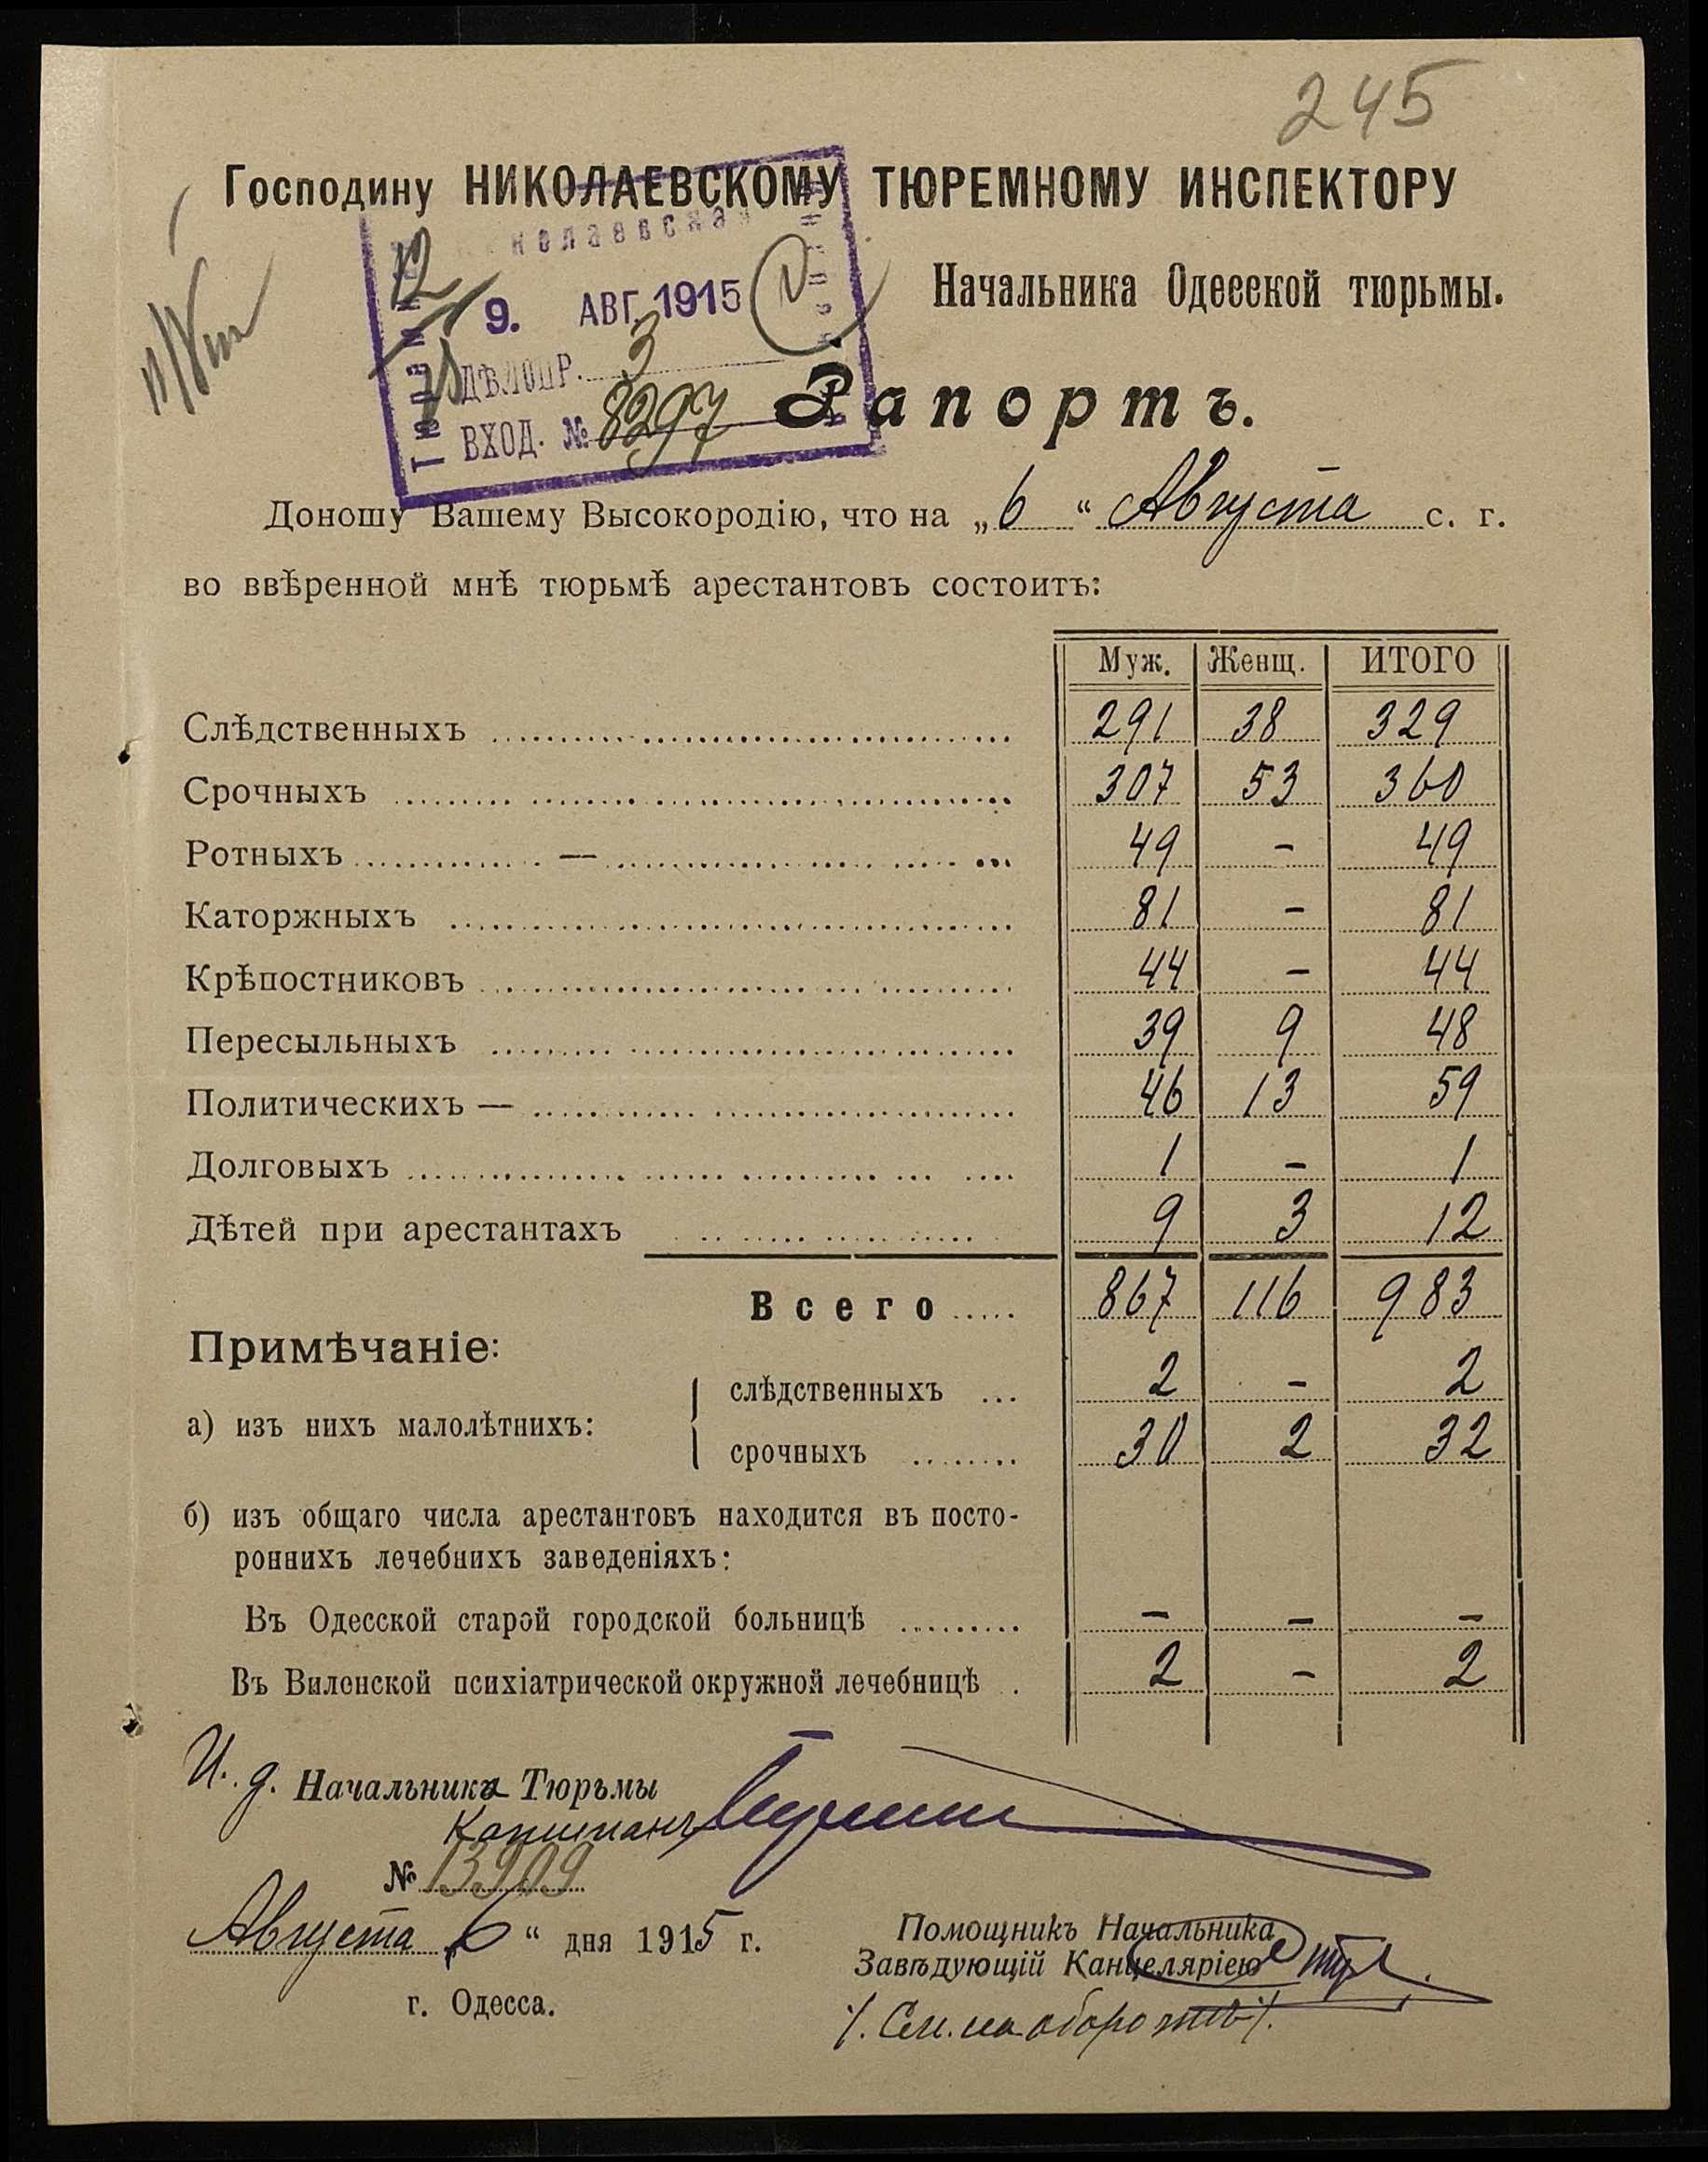 245
Господину НИКОЛАЕВСКОМУ ТЮРЕМНОМУ ИНСПЕКТОРУ
Николаевская
9. АВГ. 1915
Начальника Одесской тюрьмы.
ДѢЛОПР. 3
ВХОД. № 8297
Рапортъ.
Доношу Вашему Высокородію, что на „6“ Августа с. г.
во ввѣренной мнѣ тюрьмѣ арестантовъ состоитъ:
Муж. Женщ. ИТОГО
Слѣдственныхъ 291 38 329
Срочныхъ 307 53 360
Ротныхъ — 49 - 49
Каторжныхъ 81 - 81
Крѣпостниковъ 44 - 44
Пересыльныхъ 39 9 48
Политическихъ — 46 13 59
Долговыхъ 1 - 1
Дѣтей при арестантахъ 9 3 12
Всего 867 116 983
Примѣчаніе:
а) изъ нихъ малолѣтнихъ:
слѣдственныхъ 2 - 2
срочныхъ 30 2 32
б) изъ общаго числа арестантовъ находится въ посто-
роннихъ лечебнихъ заведеніяхъ:
Въ Одесской старой городской больницѣ - - -
Въ Виленской психіатрической окружной лечебницѣ 2 - 2
И. д. Начальника Тюрьмы
Капитанъ
№ 13909
Августа „6“ дня 1915 г.
г. Одесса.
Помощникъ Начальника
Завѣдующій Канцеляріею
/. См. на оборотѣ /.